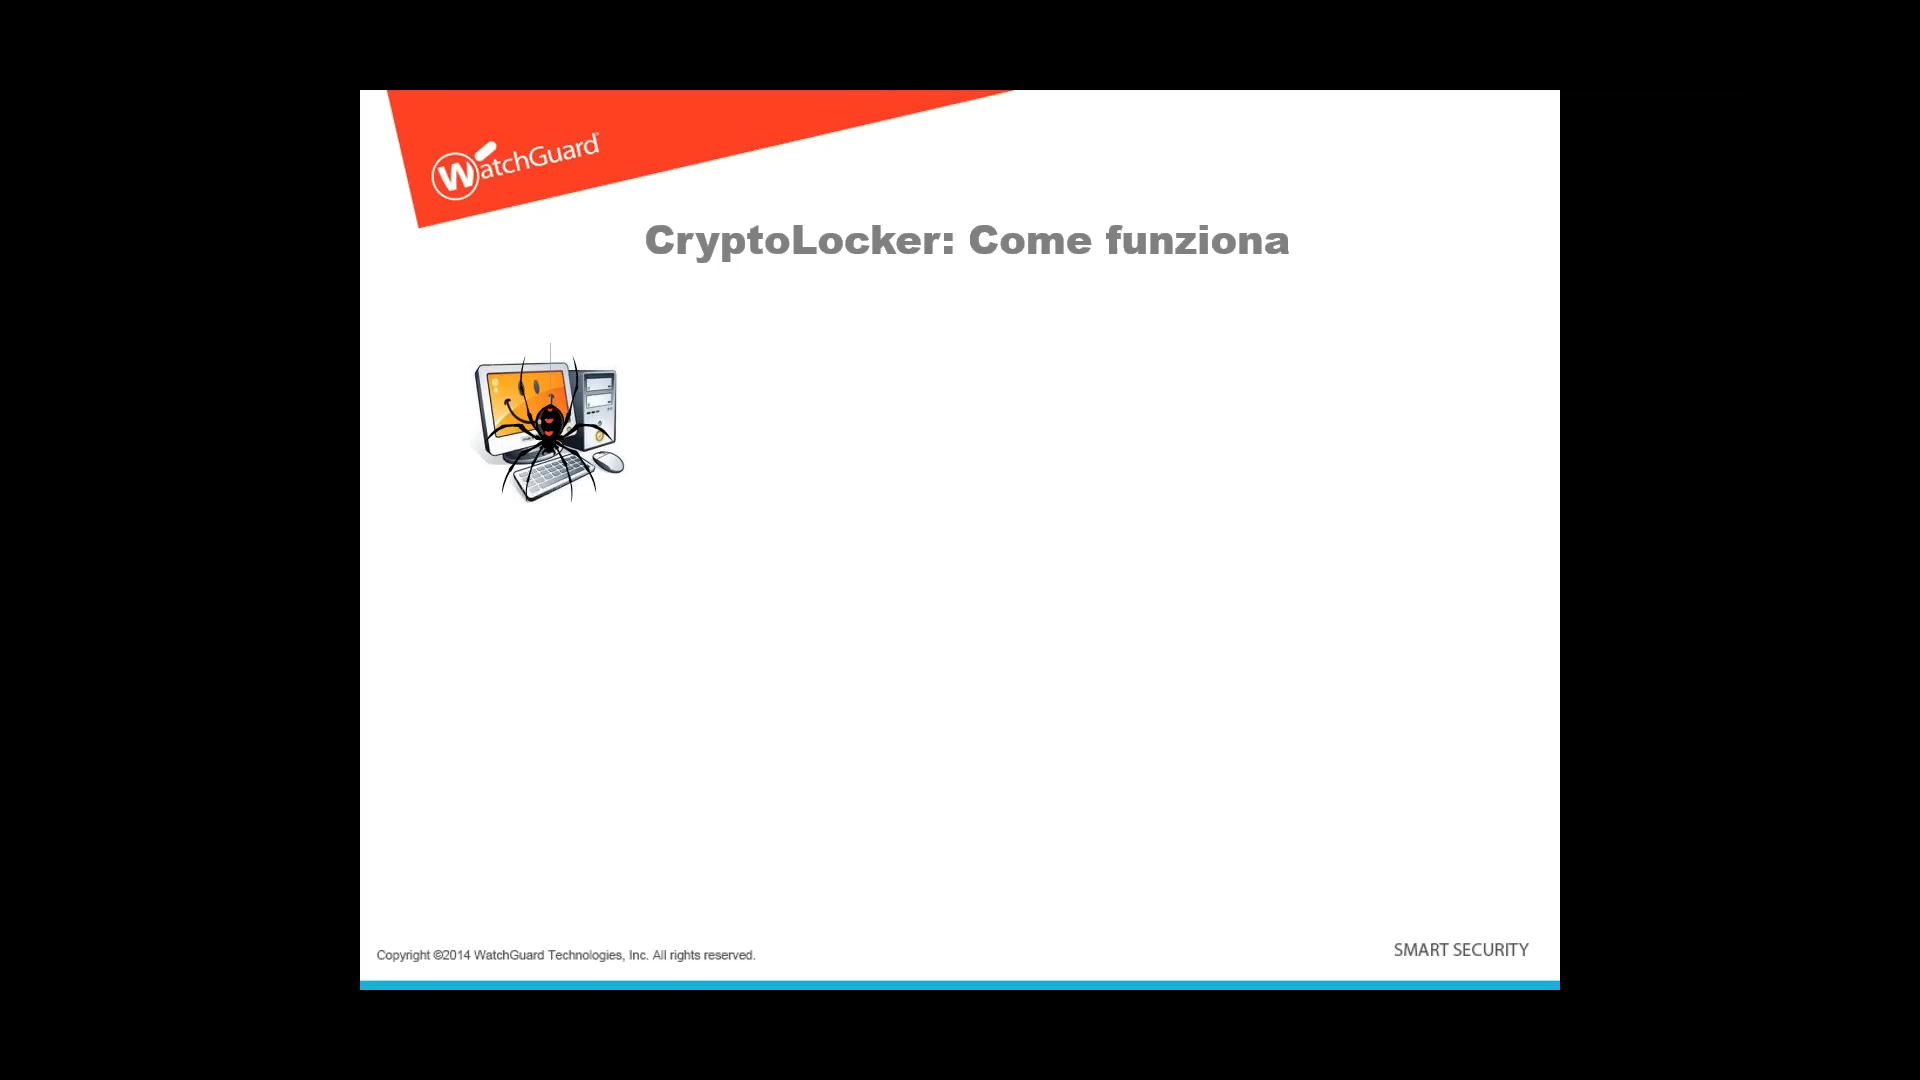 WatchGuard
CryptoLocker: Come funziona
Copyright ©2014 WatchGuard Technologies, Inc. All rights reserved.
SMART SECURITY